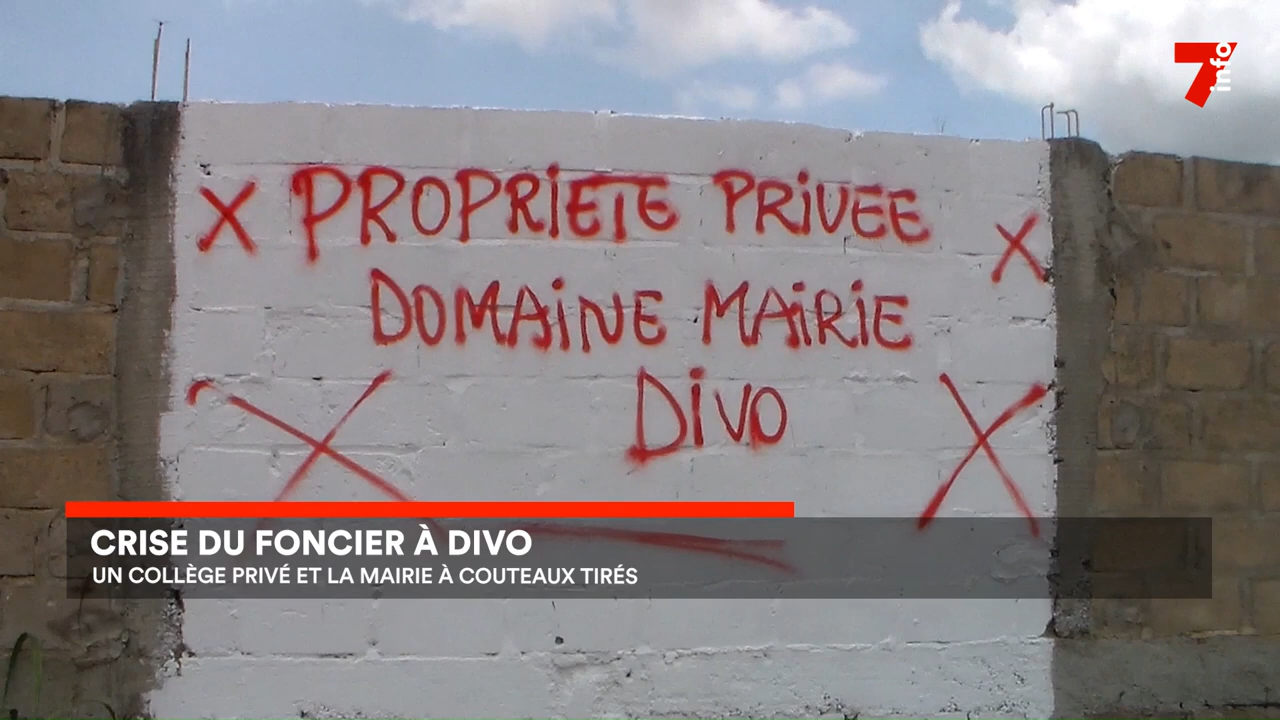 7info
X PROPRiETE PRiVEE X
DOMAiNE MAiRiE
X DiVO X
CRISE DU FONCIER À DIVO
UN COLLÈGE PRIVÉ ET LA MAIRIE À COUTEAUX TIRÉS